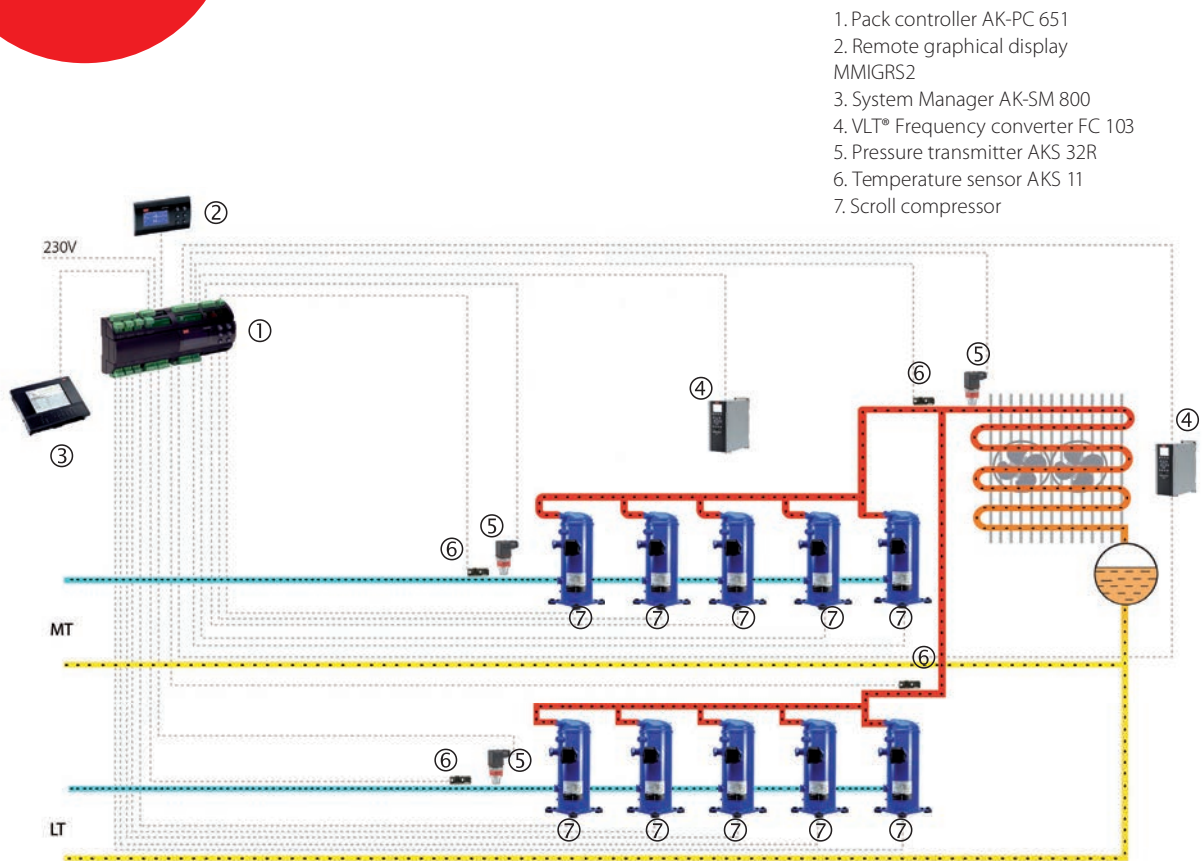 1. Pack controller AK-PC 651
2. Remote graphical display
MMIGRS2
3. System Manager AK-SM 800
4. VLT® Frequency converter FC 103
5. Pressure transmitter AKS 32R
6. Temperature sensor AKS 11
7. Scroll compressor
②
230V
①
⑤
⑥
④
④
③
⑤
⑥
⑦ ⑦ ⑦ ⑦ ⑦
MT
⑥
⑥
⑤
⑦ ⑦ ⑦ ⑦ ⑦
LT